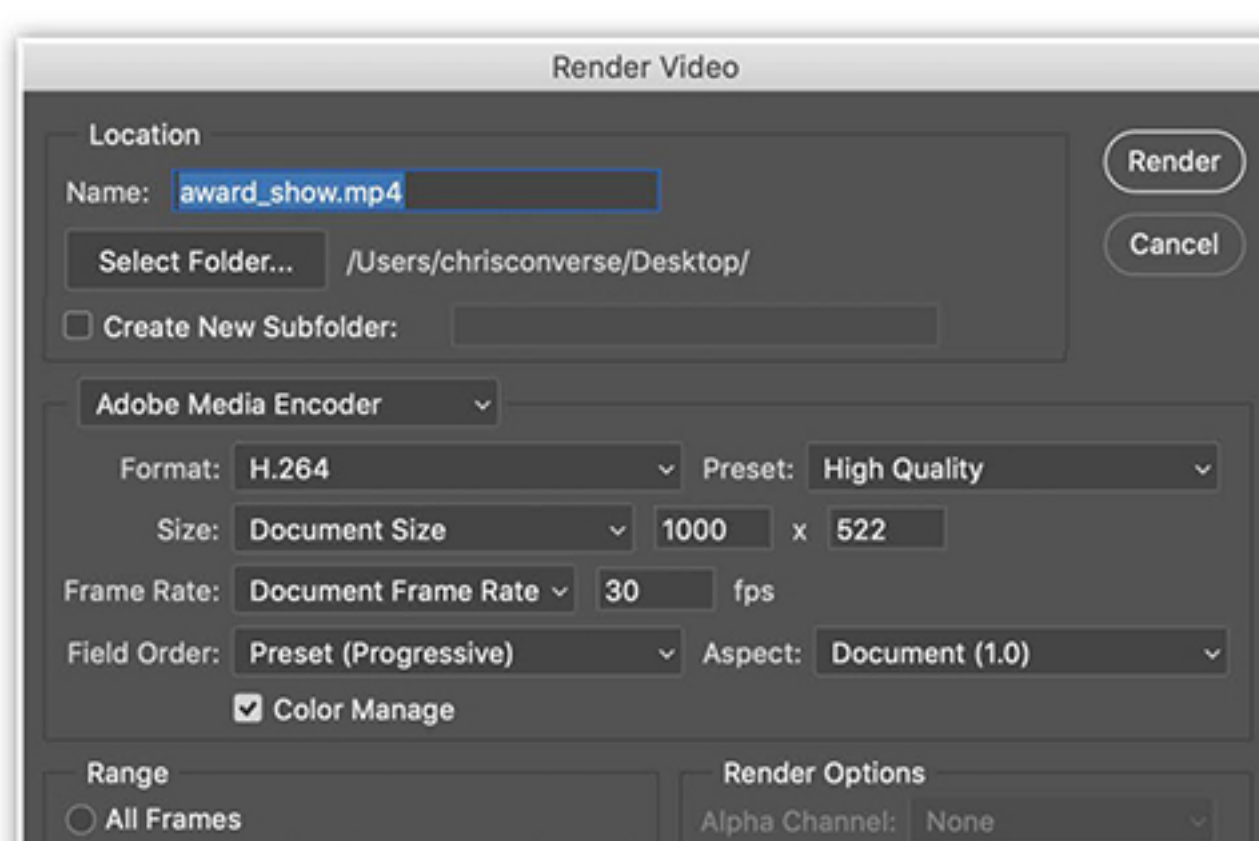 Render Video
Location
Render
Name: award_show.mp4
Select Folder... /Users/chrisconverse/Desktop/
Cancel
Create New Subfolder:
Adobe Media Encoder
Format: H.264 Preset: High Quality
Size: Document Size 1000 x 522
Frame Rate: Document Frame Rate 30 fps
Field Order: Preset (Progressive) Aspect: Document (1.0)
Color Manage
Range Render Options
All Frames Alpha Channel: None